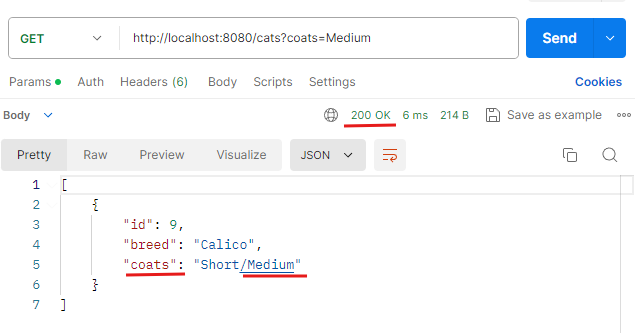 GET http://localhost:8080/cats?coats=Medium Send
Params Auth Headers (6) Body Scripts Settings Cookies
Body 200 OK 6 ms 214 B Save as example
Pretty Raw Preview Visualize JSON
1 [
2 {
3 "id": 9,
4 "breed": "Calico",
5 "coats": "Short/Medium"
6 }
7 ]